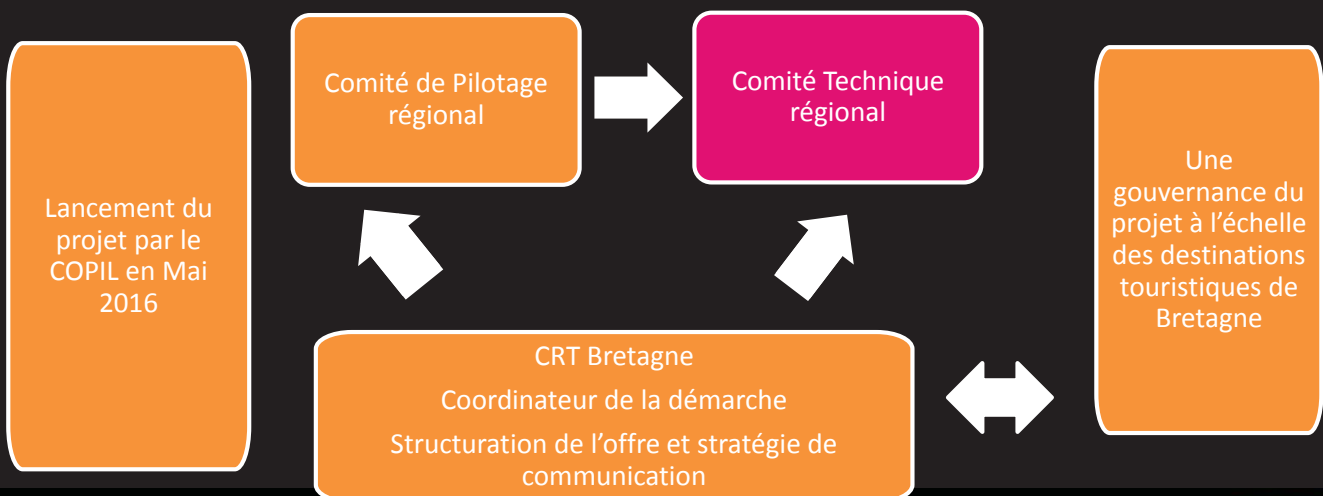 Lancement du
projet par le
COPIL en Mai
2016
Comité de Pilotage
régional
Comité Technique
régional
CRT Bretagne
Coordinateur de la démarche
Structuration de l’offre et stratégie de
communication
Une
gouvernance du
projet à l’échelle
des destinations
touristiques de
Bretagne